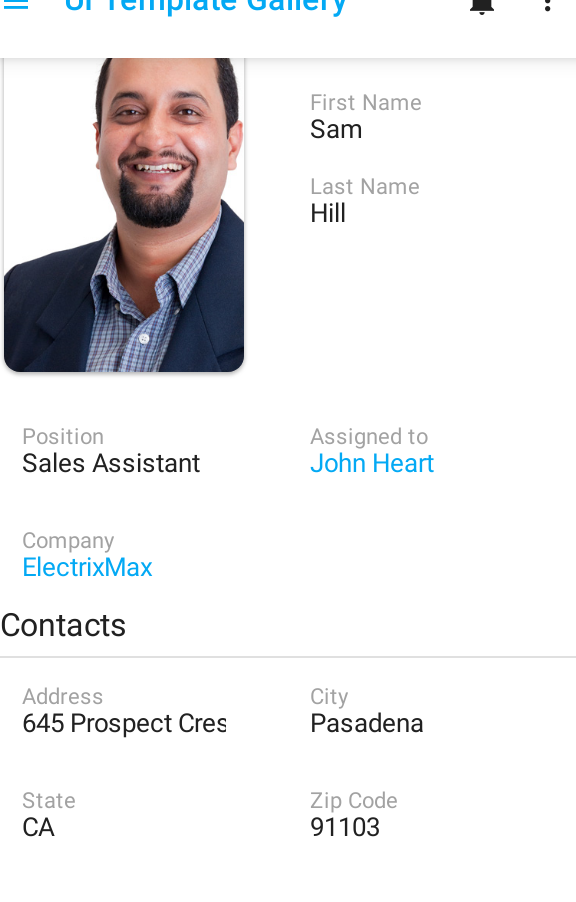 UI Template Gallery
First Name
Sam
Last Name
Hill
Position
Sales Assistant
Assigned to
John Heart
Company
ElectrixMax
Contacts
Address
645 Prospect Cres
City
Pasadena
State
CA
Zip Code
91103